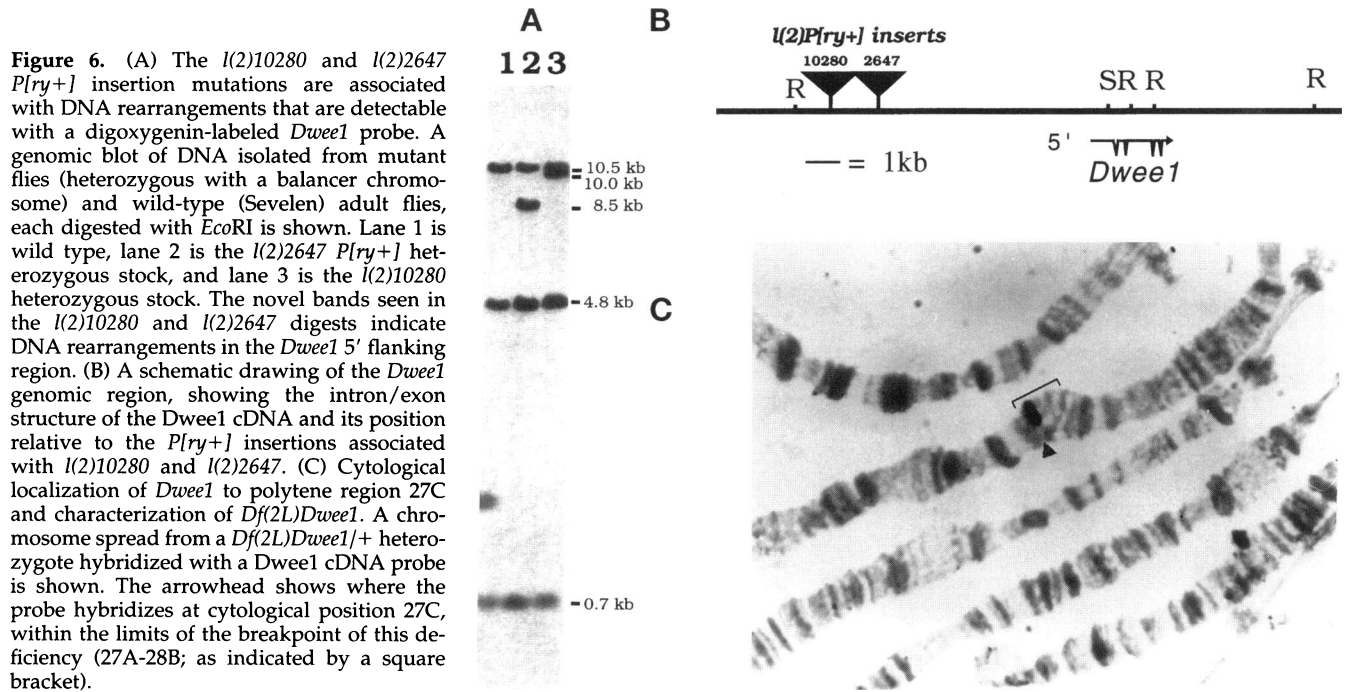 Figure 6. (A) The l(2)10280 and l(2)2647
P[ry+] insertion mutations are associated
with DNA rearrangements that are detectable
with a digoxygenin-labeled Dwee1 probe. A
genomic blot of DNA isolated from mutant
flies (heterozygous with a balancer chromo-
some) and wild-type (Sevelen) adult flies,
each digested with EcoRI is shown. Lane 1 is
wild type, lane 2 is the l(2)2647 P[ry+] het-
erozygous stock, and lane 3 is the l(2)10280
heterozygous stock. The novel bands seen in
the l(2)10280 and l(2)2647 digests indicate
DNA rearrangements in the Dwee1 5' flanking
region. (B) A schematic drawing of the Dwee1
genomic region, showing the intron/exon
structure of the Dwee1 cDNA and its position
relative to the P[ry+] insertions associated
with l(2)10280 and l(2)2647. (C) Cytological
localization of Dwee1 to polytene region 27C
and characterization of Df(2L)Dwee1. A chro-
mosome spread from a Df(2L)Dwee1/+ hetero-
zygote hybridized with a Dwee1 cDNA probe
is shown. The arrowhead shows where the
probe hybridizes at cytological position 27C,
within the limits of the breakpoint of this de-
ficiency (27A-28B; as indicated by a square
bracket).
A
1 2 3
10.5 kb
10.0 kb
8.5 kb
4.8 kb
0.7 kb
B
l(2)P[ry+] inserts
10280 2647
R SR R R
= 1kb
5'
Dwee1
C